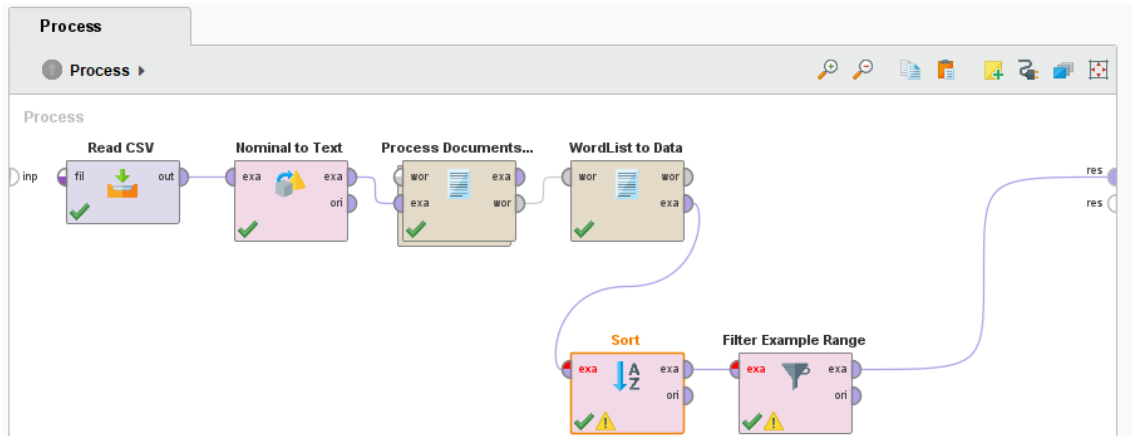 Process
Process
Process
Read CSV
Nominal to Text
Process Documents...
WordList to Data
inp
fil
out
exa
exa
ori
wor
exa
exa
wor
wor
wor
exa
res
res
Sort
Filter Example Range
exa
exa
ori
A
Z
exa
exa
ori